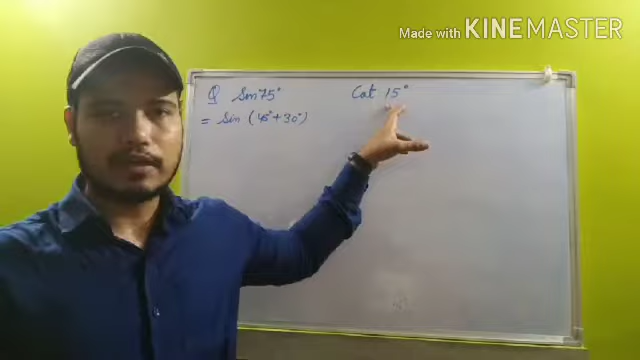 Made with KINEMASTER
Q Sin 75° Cot 15°
= Sin (45°+30°)